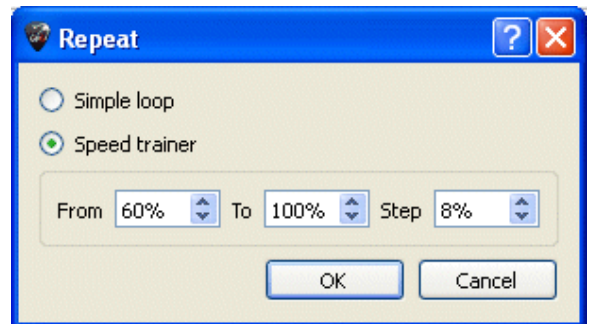 Repeat
Simple loop
Speed trainer
From 60% To 100% Step 8%
OK Cancel